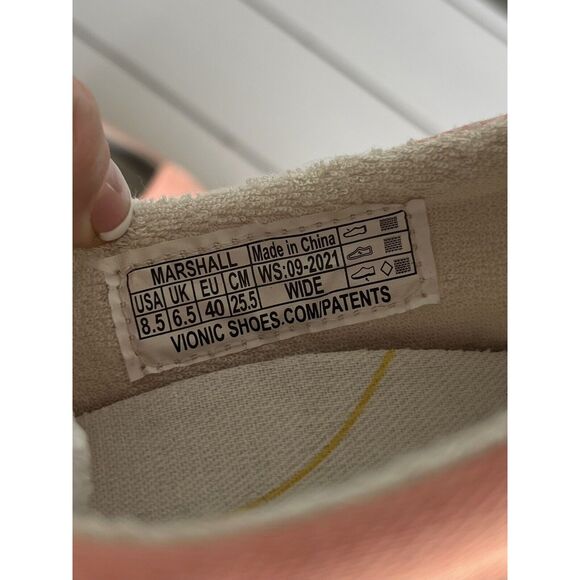 MARSHALL Made in China
USA UK EU CM WS:09-2021
8.5 6.5 40 25.5 WIDE
VIONIC SHOES.COM/PATENTS